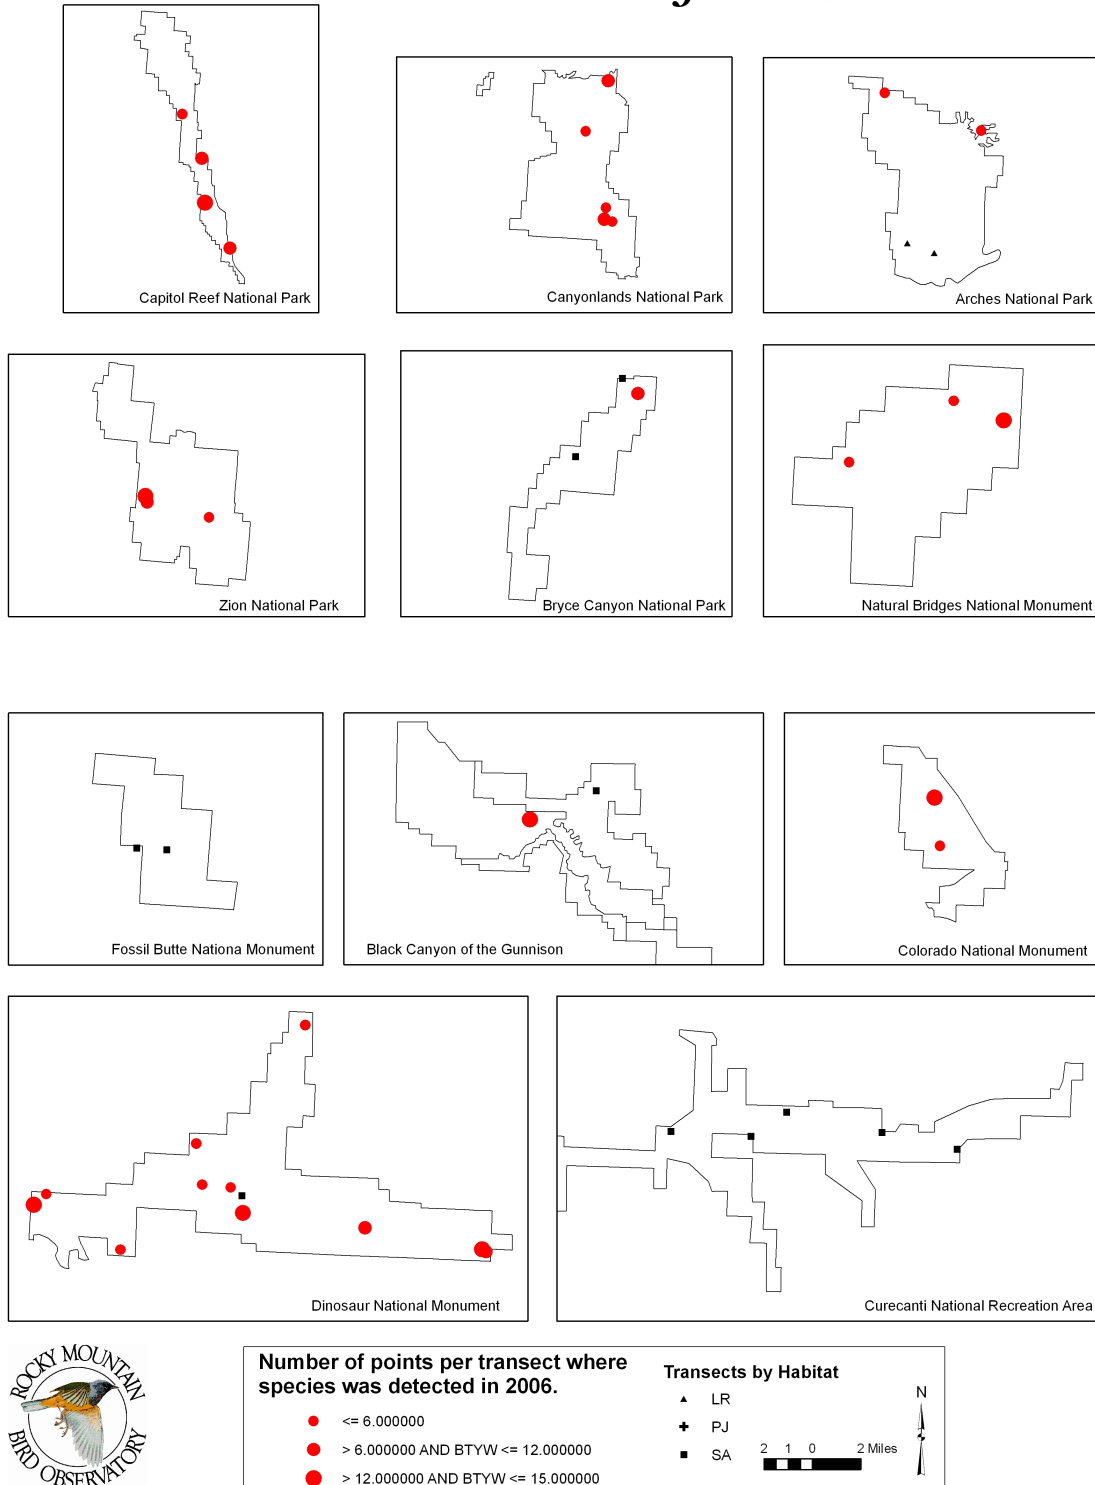 Capitol Reef National Park
Canyonlands National Park
Arches National Park
Zion National Park
Bryce Canyon National Park
Natural Bridges National Monument
Fossil Butte Nationa Monument
Black Canyon of the Gunnison
Colorado National Monument
Dinosaur National Monument
Curecanti National Recreation Area
ROCKY MOUNTAIN
BIRD OBSERVATORY
Number of points per transect where
species was detected in 2006.
<= 6.000000
> 6.000000 AND BTYW <= 12.000000
> 12.000000 AND BTYW <= 15.000000
Transects by Habitat
LR
PJ
SA
2 1 0 2 Miles
N